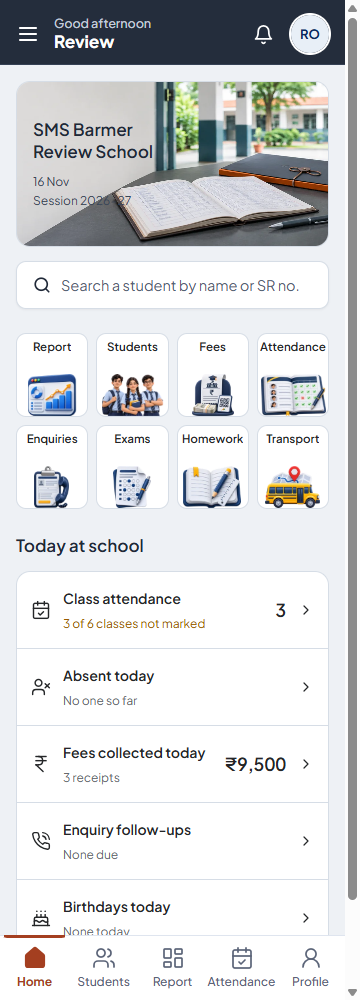 Good afternoon
Review
RO
SMS Barmer
Review School
16 Nov
Session 2026-27
Search a student by name or SR no.
Report
Students
Fees
Attendance
Enquiries
Exams
Homework
Transport
Today at school
Class attendance
3 of 6 classes not marked
3
Absent today
No one so far
Fees collected today
3 receipts
₹9,500
Enquiry follow-ups
None due
Birthdays today
None today
Home
Students
Report
Attendance
Profile